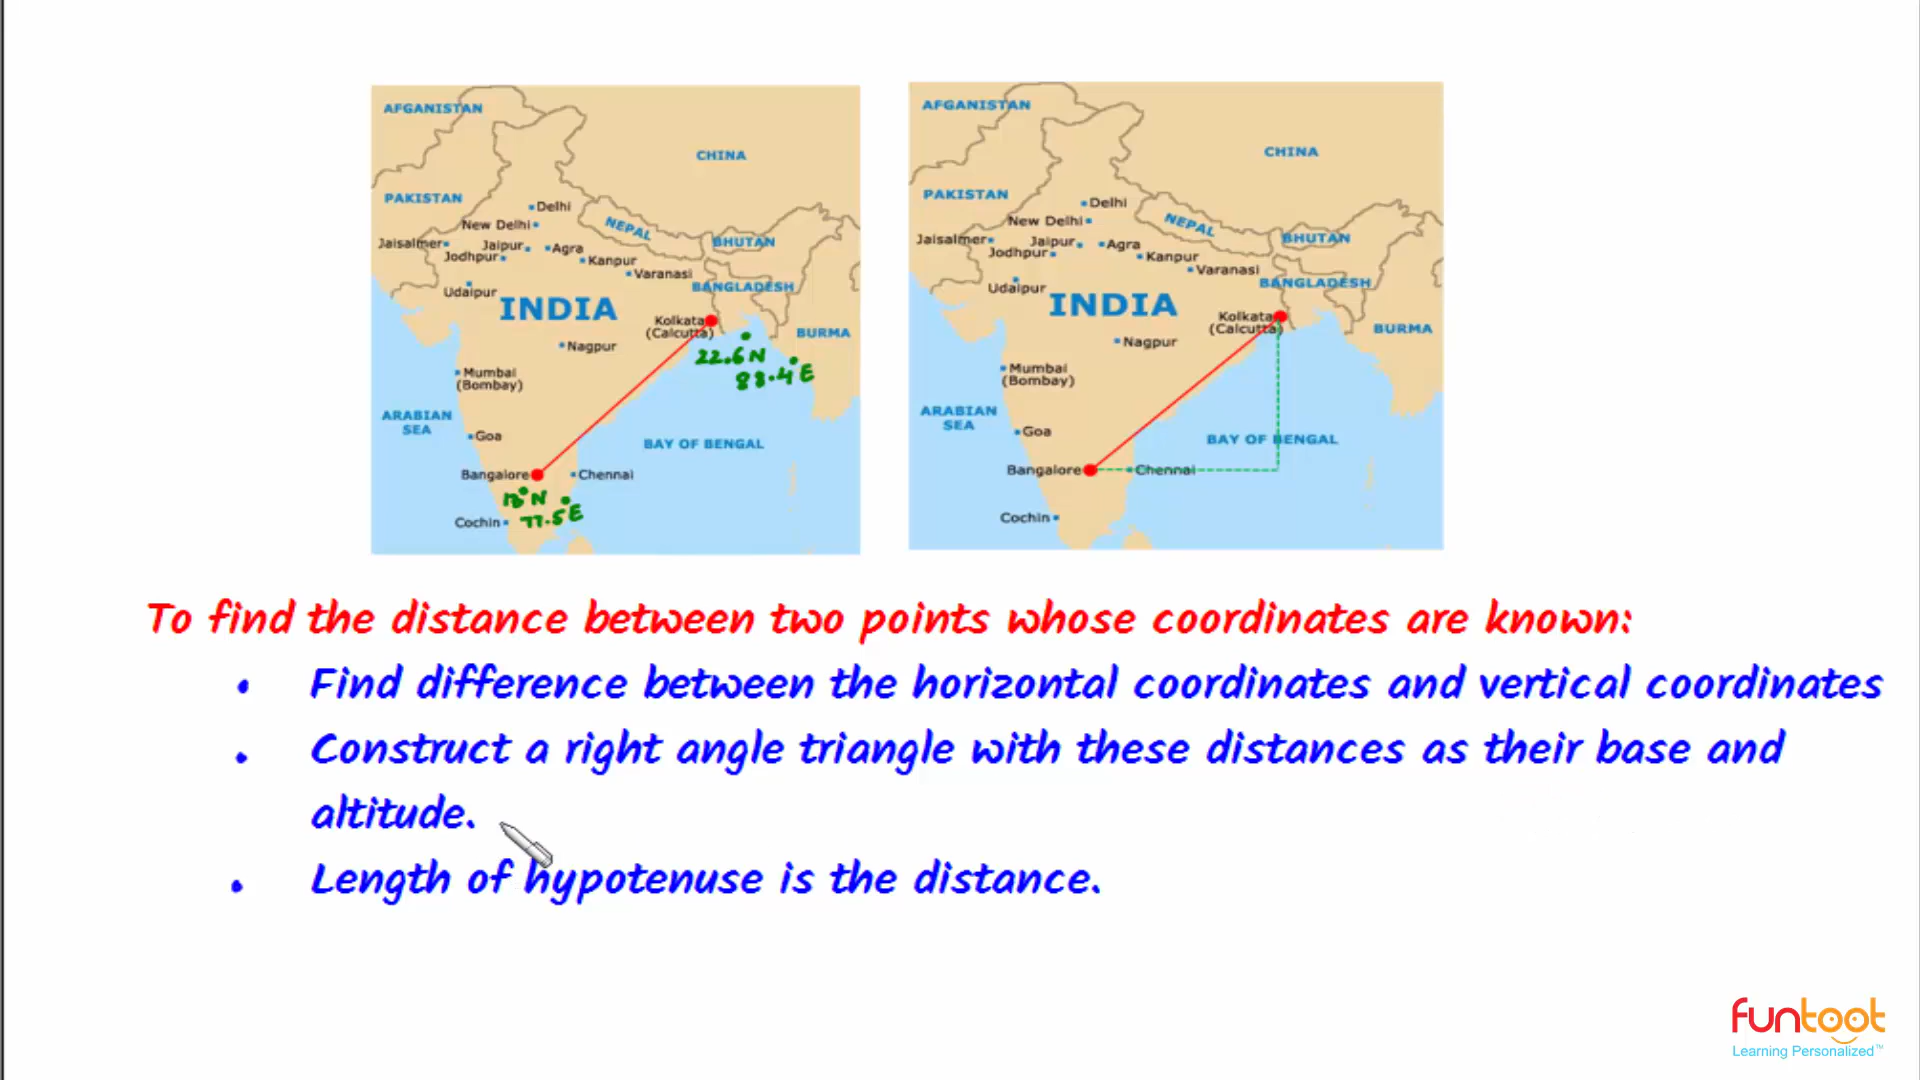 AFGANISTAN
CHINA
PAKISTAN
Delhi
New Delhi
NEPAL
Jaisalmer
Jaipur
Agra
BHUTAN
Jodhpur
Kanpur
Varanasi
BANGLADESH
Udaipur
INDIA
Kolkata
(Calcutta)
BURMA
Nagpur
22.6°N
88.4°E
Mumbai
(Bombay)
ARABIAN
SEA
Goa
BAY OF BENGAL
Bangalore
Chennai
13°N
77.5°E
Cochin
AFGANISTAN
CHINA
PAKISTAN
Delhi
New Delhi
NEPAL
Jaisalmer
Jaipur
Agra
BHUTAN
Jodhpur
Kanpur
Varanasi
BANGLADESH
Udaipur
INDIA
Kolkata
(Calcutta)
BURMA
Nagpur
Mumbai
(Bombay)
ARABIAN
SEA
Goa
BAY OF BENGAL
Bangalore
Chennai
Cochin
To find the distance between two points whose coordinates are known:
• Find difference between the horizontal coordinates and vertical coordinates
• Construct a right angle triangle with these distances as their base and
altitude.
• Length of hypotenuse is the distance.
funtoot
Learning Personalized™